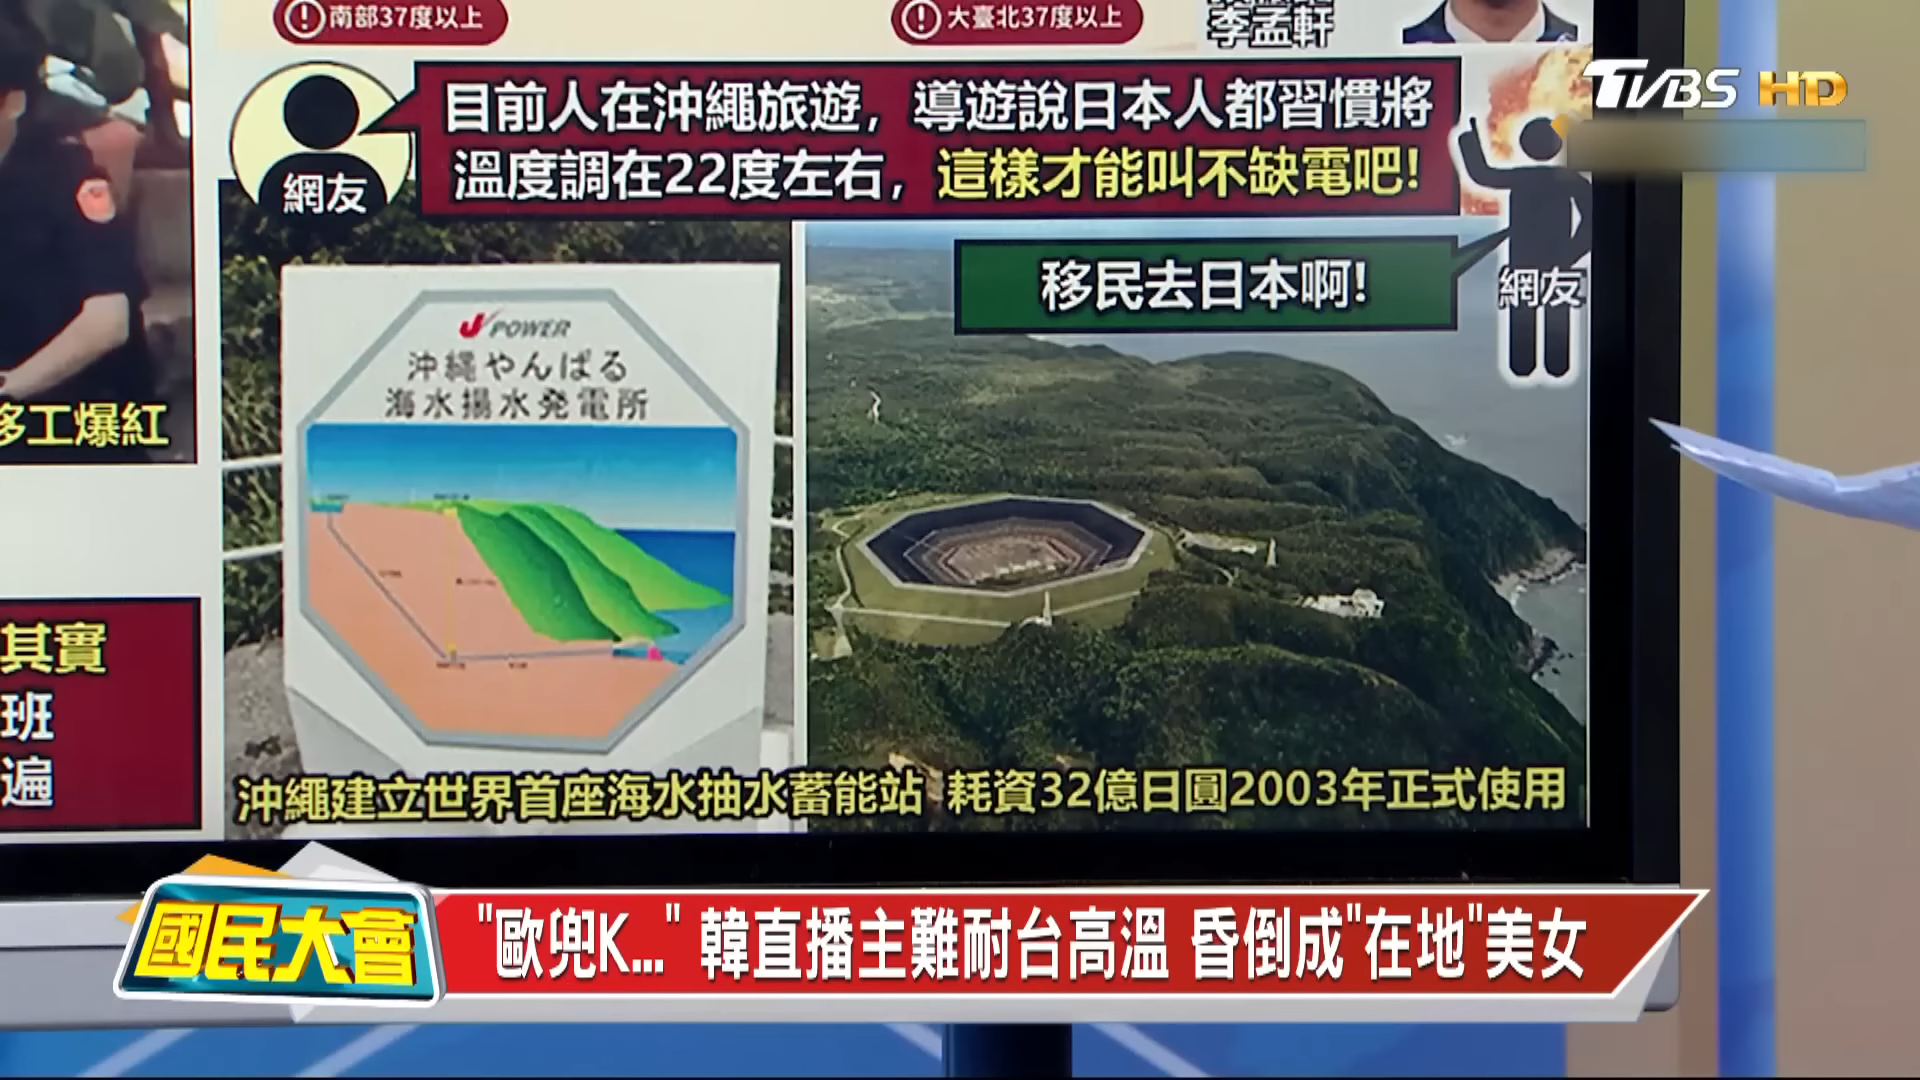 南部37度以上
大臺北37度以上
李孟軒
TVBS HD
目前人在沖繩旅遊，導遊說日本人都習慣將
溫度調在22度左右，這樣才能叫不缺電吧!
網友
移民去日本啊!
網友
J POWER
沖縄やんばる
海水揚水発電所
移工爆紅
其實
班
遍
沖繩建立世界首座海水抽水蓄能站 耗資32億日圓2003年正式使用
國民大會
"歐兜K..." 韓直播主難耐台高溫 昏倒成"在地"美女